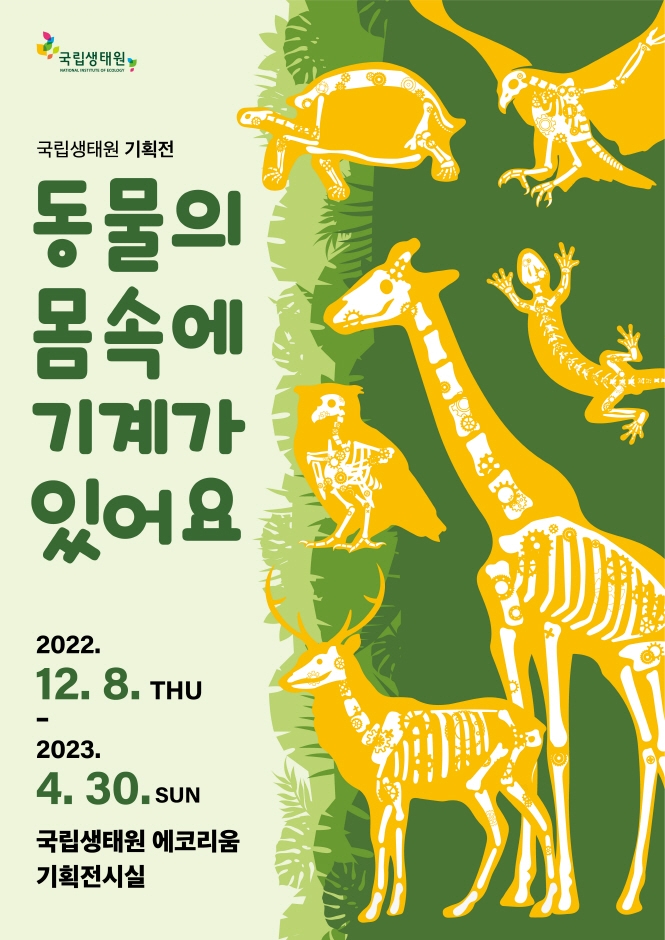 국립생태원
NATIONAL INSTITUTE OF ECOLOGY
국립생태원 기획전
동물의
몸속에
기계가
있어요
2022.
12. 8. THU
-
2023.
4. 30. SUN
국립생태원 에코리움
기획전시실